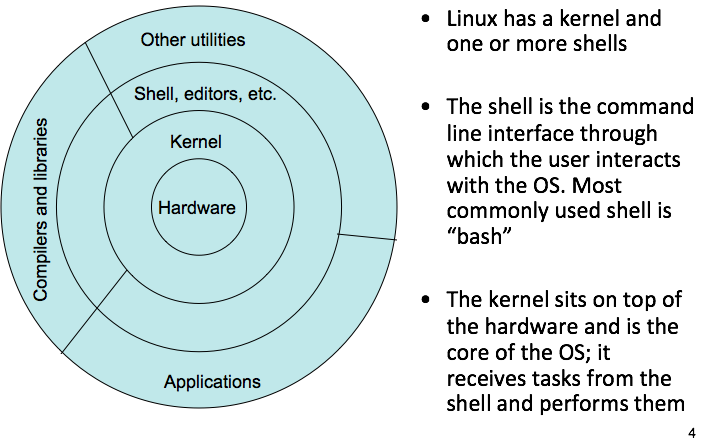 Other utilities
Shell, editors, etc.
Kernel
Hardware
Compilers and libraries
Applications
• Linux has a kernel and
one or more shells
• The shell is the command
line interface through
which the user interacts
with the OS. Most
commonly used shell is
“bash”
• The kernel sits on top of
the hardware and is the
core of the OS; it
receives tasks from the
shell and performs them
4